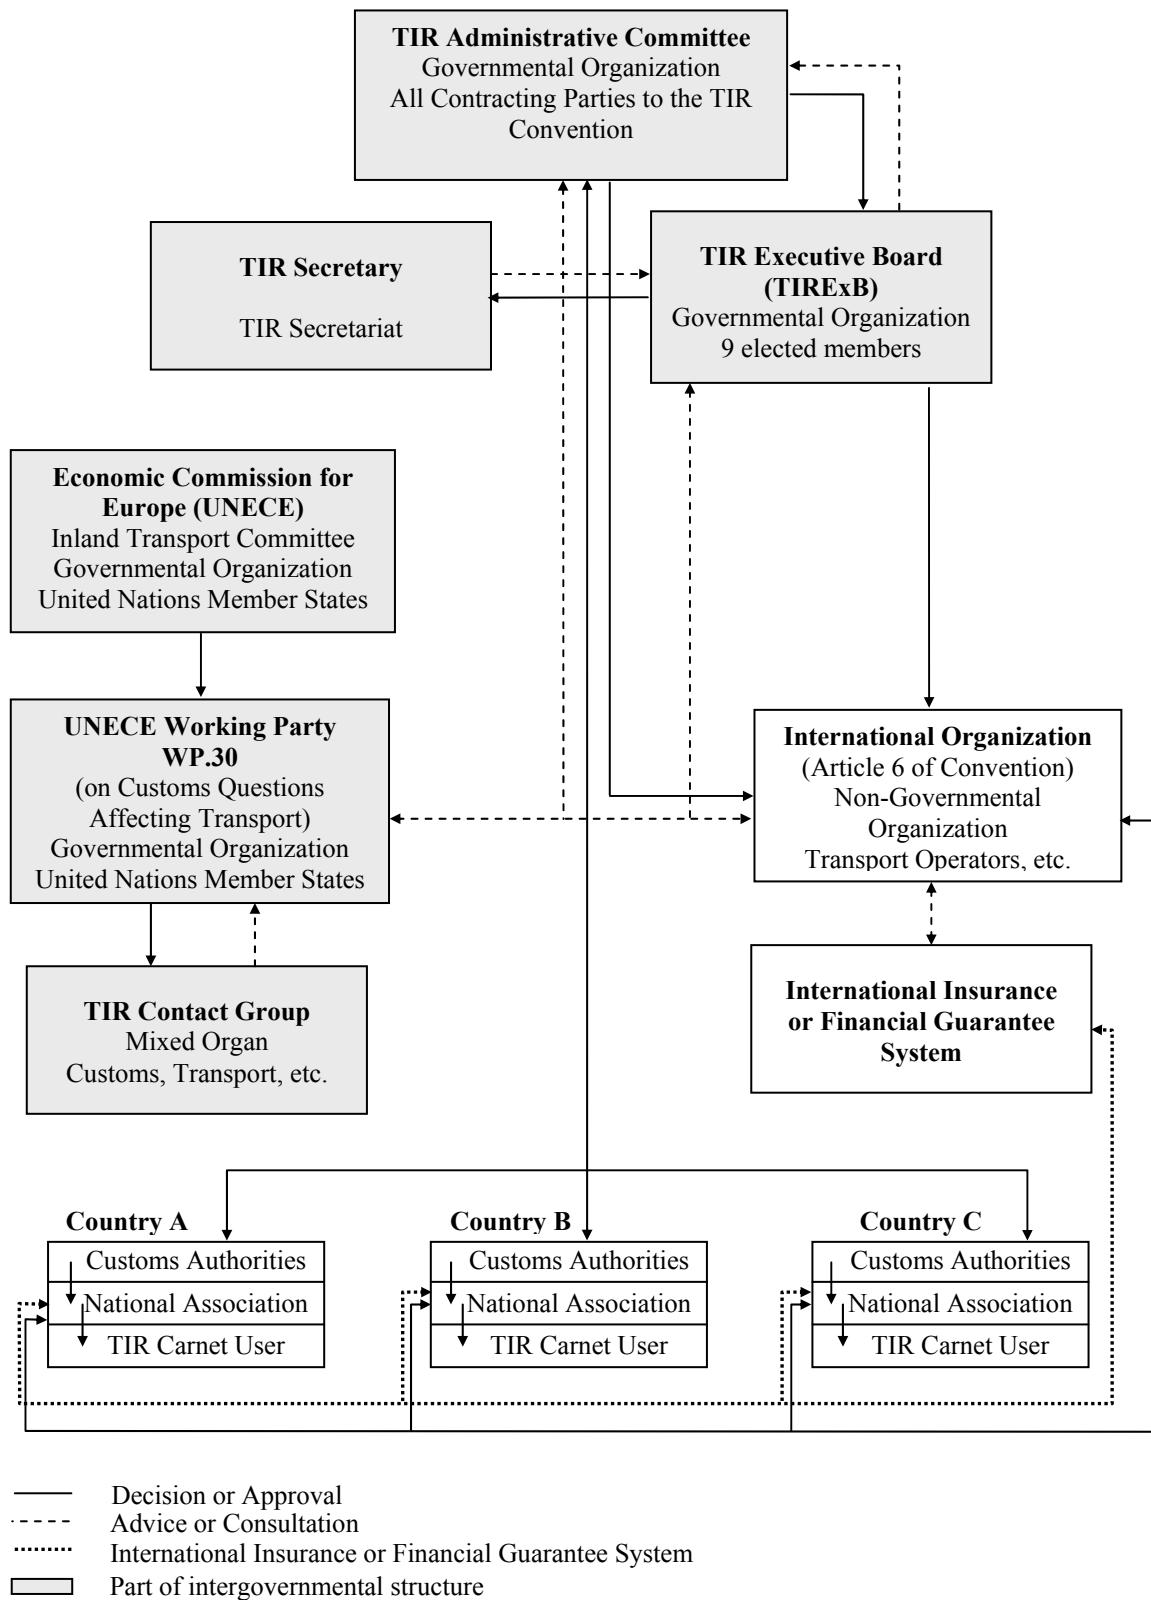 TIR Administrative Committee
Governmental Organization
All Contracting Parties to the TIR
Convention
TIR Secretary
TIR Secretariat
TIR Executive Board
(TIRExB)
Governmental Organization
9 elected members
Economic Commission for
Europe (UNECE)
Inland Transport Committee
Governmental Organization
United Nations Member States
UNECE Working Party
WP.30
(on Customs Questions
Affecting Transport)
Governmental Organization
United Nations Member States
International Organization
(Article 6 of Convention)
Non-Governmental
Organization
Transport Operators, etc.
TIR Contact Group
Mixed Organ
Customs, Transport, etc.
International Insurance
or Financial Guarantee
System
Country A
Customs Authorities
National Association
TIR Carnet User
Country B
Customs Authorities
National Association
TIR Carnet User
Country C
Customs Authorities
National Association
TIR Carnet User
Decision or Approval
Advice or Consultation
International Insurance or Financial Guarantee System
Part of intergovernmental structure